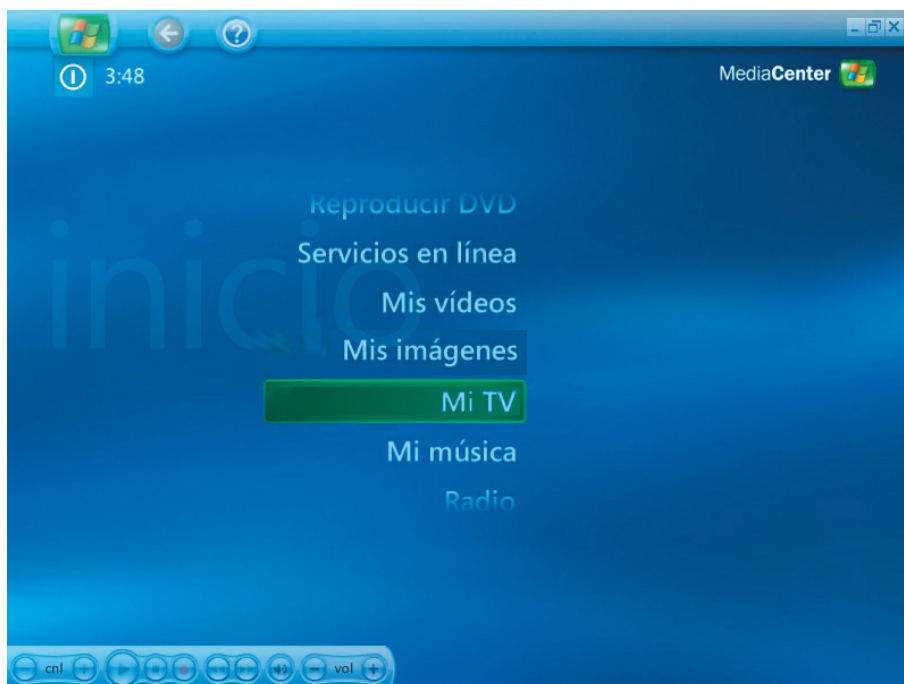 3:48
MediaCenter
inicio
Reproducir DVD
Servicios en línea
Mis vídeos
Mis imágenes
Mi TV
Mi música
Radio
cnl
vol